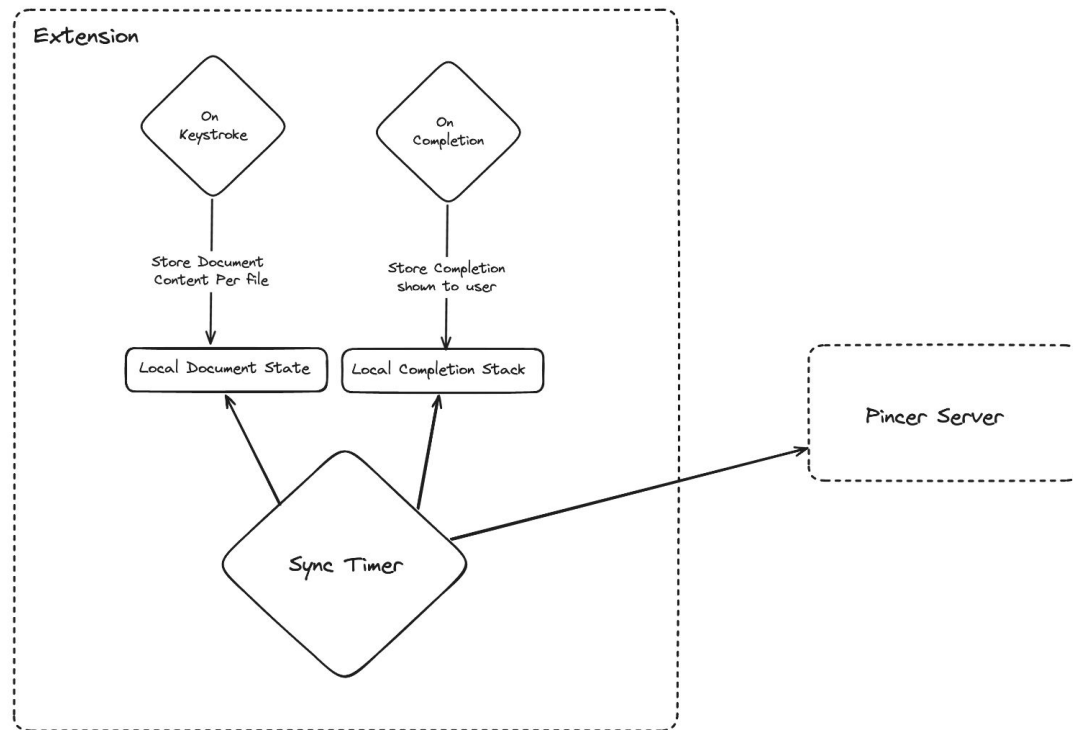 Extension
On
Keystroke
On
Completion
Store Document
Content Per file
Store Completion
shown to user
Local Document State
Local Completion Stack
Pincer Server
Sync Timer